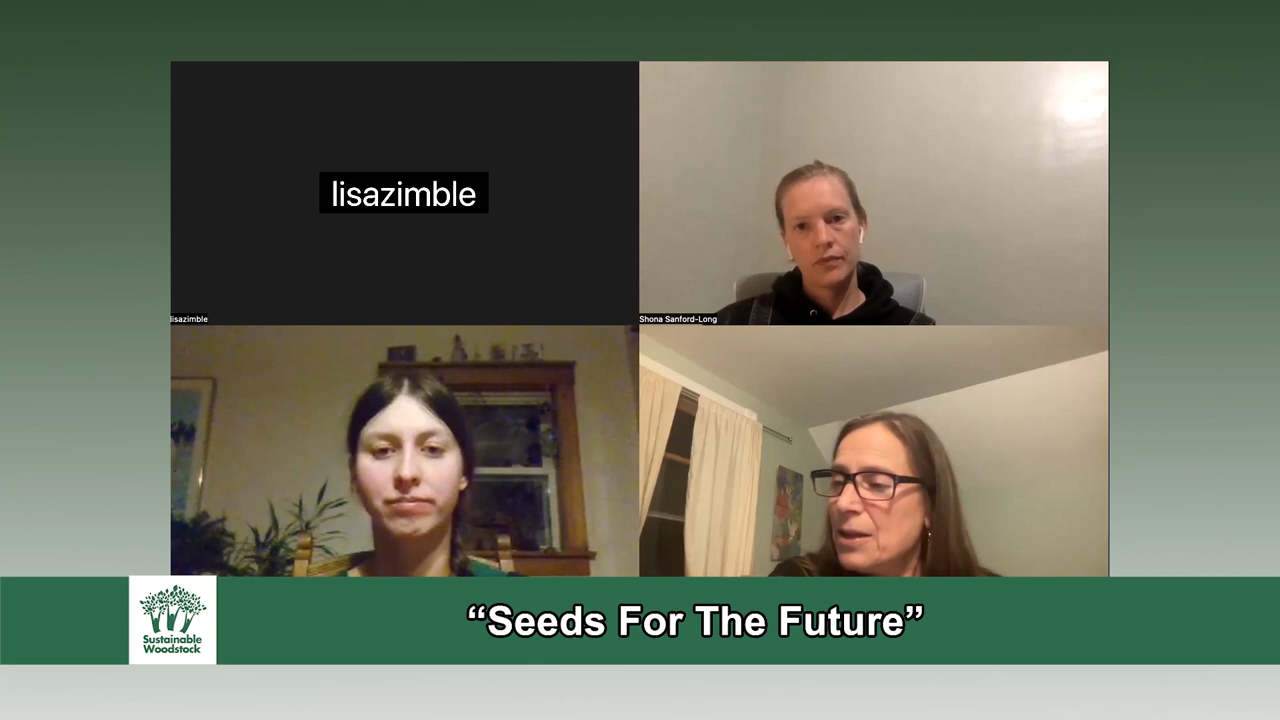 lisazimble
lisazimble
Shona Sanford-Long
“Seeds For The Future”
Sustainable
Woodstock